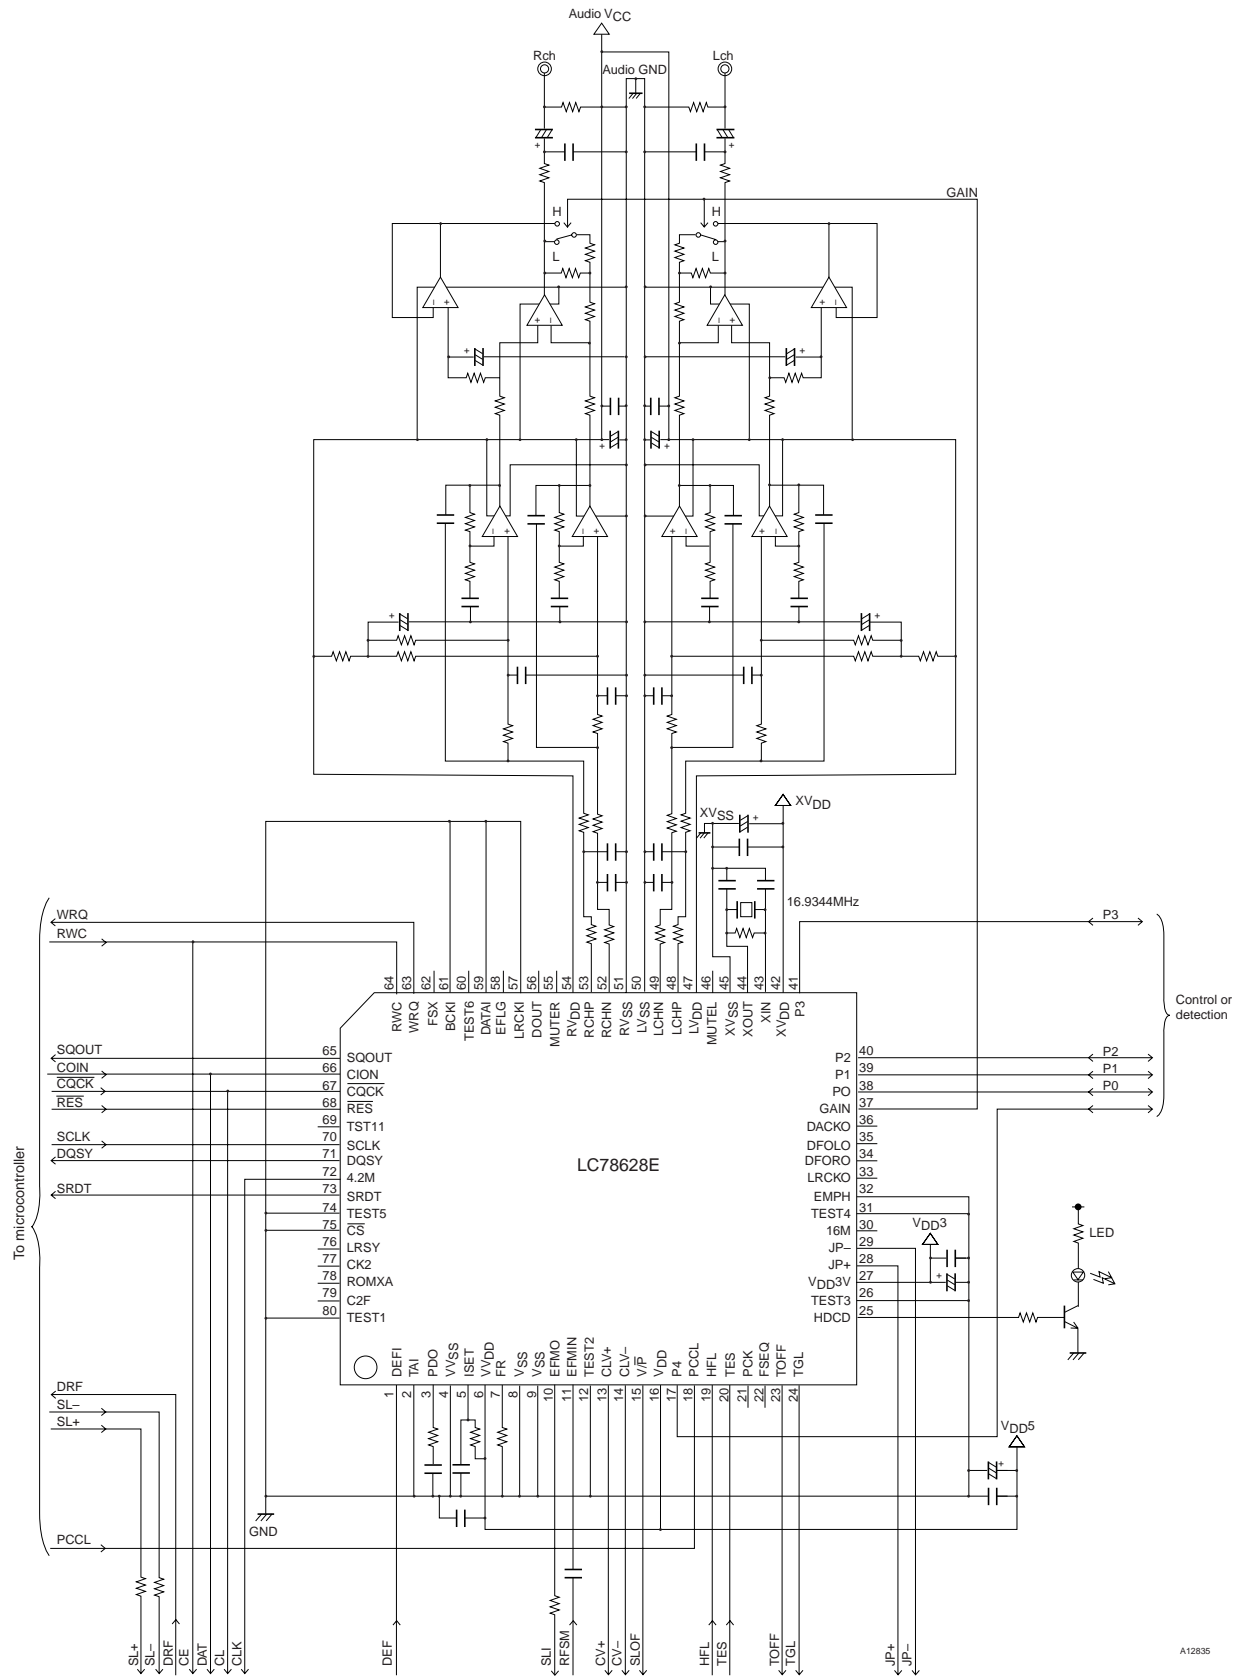 Audio VCC
Rch
Lch
Audio GND
+
+
GAIN
H
H
L
L
− +
+ −
+ −
− +
+
+
+
+
− +
− +
+ −
+ −
+
+
XVDD
XVSS
+
16.9344MHz
WRQ
RWC
P3
64
63
62
61
60
59
58
57
56
55
54
53
52
51
50
49
48
47
46
45
44
43
42
41
RWC
WRQ
FSX
BCKI
TEST6
DATAI
EFLG
LRCKI
DOUT
MUTER
RVDD
RCHP
RCHN
RVSS
LVSS
LCHN
LCHP
LVDD
MUTEL
XVSS
XOUT
XIN
XVDD
P3
Control or
detection
To microcontroller
SQOUT 65 SQOUT
COIN 66 CION
CQCK 67 CQCK
RES 68 RES
69 TST11
SCLK 70 SCLK
DQSY 71 DQSY
72 4.2M
SRDT 73 SRDT
74 TEST5
75 CS
76 LRSY
77 CK2
78 ROMXA
79 C2F
80 TEST1
LC78628E
P2 40 P2
P1 39 P1
PO 38 P0
GAIN 37
DACKO 36
DFOLO 35
DFORO 34
LRCKO 33
EMPH 32
TEST4 31
16M 30
JP− 29
JP+ 28
VDD3V 27
TEST3 26
HDCD 25
VDD3
+
LED
DEFI
TAI
PDO
VVSS
ISET
VVDD
FR
VSS
VSS
EFMO
EFMIN
TEST2
CLV+
CLV−
V/P
VDD
P4
PCCL
HFL
TES
PCK
FSEQ
TOFF
TGL
1
2
3
4
5
6
7
8
9
10
11
12
13
14
15
16
17
18
19
20
21
22
23
24
DRF
SL−
SL+
VDD5
+
GND
PCCL
SL+
SL−
DRF
CE
DAT
CL
CLK
DEF
SLI
RFSM
CV+
CV−
SLOF
HFL
TES
TOFF
TGL
JP+
JP−
A12835